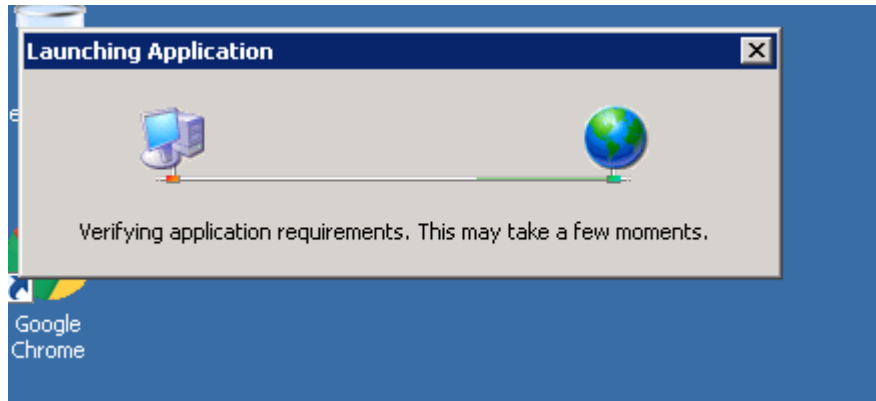 Launching Application
Verifying application requirements. This may take a few moments.
Google
Chrome